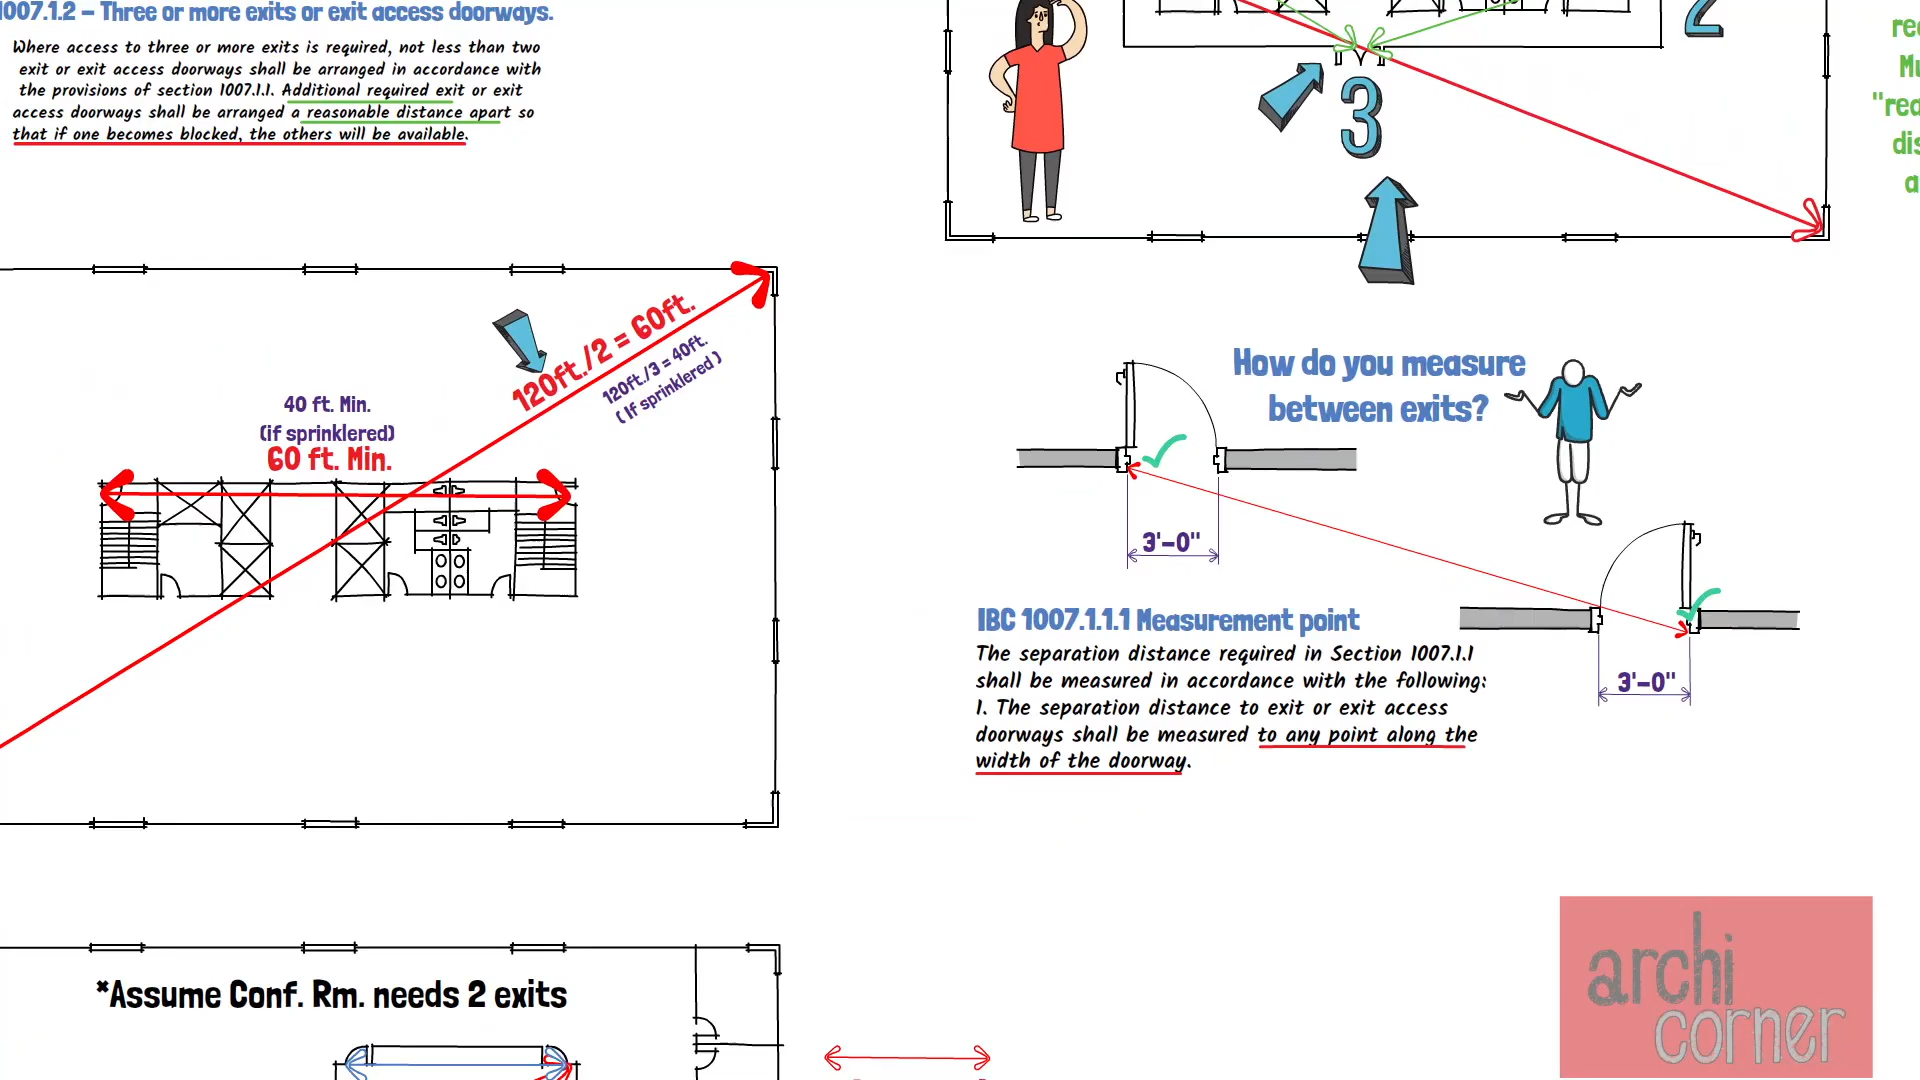 1007.1.2 – Three or more exits or exit access doorways.
Where access to three or more exits is required, not less than two
exit or exit access doorways shall be arranged in accordance with
the provisions of section 1007.1.1. Additional required exit or exit
access doorways shall be arranged a reasonable distance apart so
that if one becomes blocked, the others will be available.
2
3
120ft./2 = 60ft.
120ft./3 = 40ft.
( If sprinklered )
40 ft. Min.
(if sprinklered)
60 ft. Min.
How do you measure
between exits?
3'-0"
3'-0"
IBC 1007.1.1.1 Measurement point
The separation distance required in Section 1007.1.1
shall be measured in accordance with the following:
1. The separation distance to exit or exit access
doorways shall be measured to any point along the
width of the doorway.
*Assume Conf. Rm. needs 2 exits
archi
corner